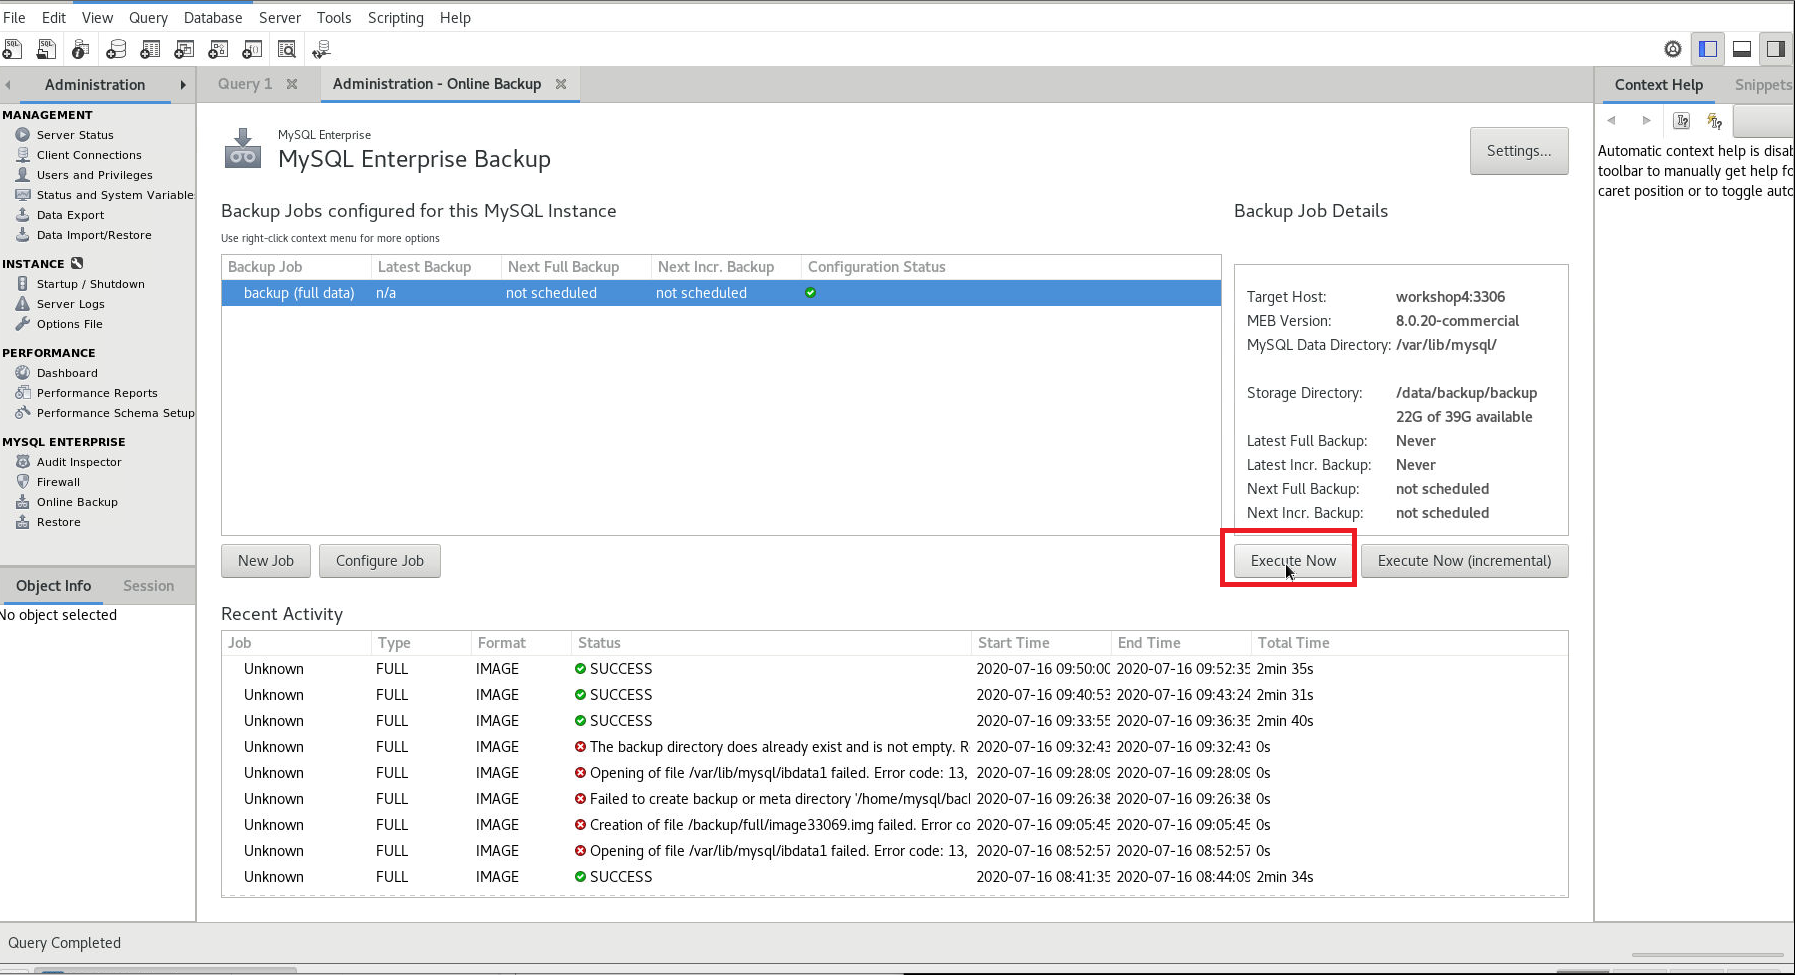 File Edit View Query Database Server Tools Scripting Help
Administration
Query 1
Administration - Online Backup
Context Help
Snippets
MANAGEMENT
Server Status
Client Connections
Users and Privileges
Status and System Variable
Data Export
Data Import/Restore
INSTANCE
Startup / Shutdown
Server Logs
Options File
PERFORMANCE
Dashboard
Performance Reports
Performance Schema Setup
MYSQL ENTERPRISE
Audit Inspector
Firewall
Online Backup
Restore
Object Info Session
No object selected
MySQL Enterprise
MySQL Enterprise Backup
Settings...
Backup Jobs configured for this MySQL Instance
Use right-click context menu for more options
Backup Job Latest Backup Next Full Backup Next Incr. Backup Configuration Status
backup (full data) n/a not scheduled not scheduled
New Job Configure Job
Backup Job Details
Target Host: workshop4:3306
MEB Version: 8.0.20-commercial
MySQL Data Directory: /var/lib/mysql/
Storage Directory: /data/backup/backup
22G of 39G available
Latest Full Backup: Never
Latest Incr. Backup: Never
Next Full Backup: not scheduled
Next Incr. Backup: not scheduled
Execute Now Execute Now (incremental)
Automatic context help is disab
toolbar to manually get help fo
caret position or to toggle auto
Recent Activity
Job Type Format Status Start Time End Time Total Time
Unknown FULL IMAGE SUCCESS 2020-07-16 09:50:00 2020-07-16 09:52:35 2min 35s
Unknown FULL IMAGE SUCCESS 2020-07-16 09:40:53 2020-07-16 09:43:24 2min 31s
Unknown FULL IMAGE SUCCESS 2020-07-16 09:33:55 2020-07-16 09:36:35 2min 40s
Unknown FULL IMAGE The backup directory does already exist and is not empty. R 2020-07-16 09:32:43 2020-07-16 09:32:43 0s
Unknown FULL IMAGE Opening of file /var/lib/mysql/ibdata1 failed. Error code: 13, 2020-07-16 09:28:09 2020-07-16 09:28:09 0s
Unknown FULL IMAGE Failed to create backup or meta directory '/home/mysql/bacl 2020-07-16 09:26:38 2020-07-16 09:26:38 0s
Unknown FULL IMAGE Creation of file /backup/full/image33069.img failed. Error co 2020-07-16 09:05:45 2020-07-16 09:05:45 0s
Unknown FULL IMAGE Opening of file /var/lib/mysql/ibdata1 failed. Error code: 13, 2020-07-16 08:52:57 2020-07-16 08:52:57 0s
Unknown FULL IMAGE SUCCESS 2020-07-16 08:41:35 2020-07-16 08:44:09 2min 34s
Query Completed